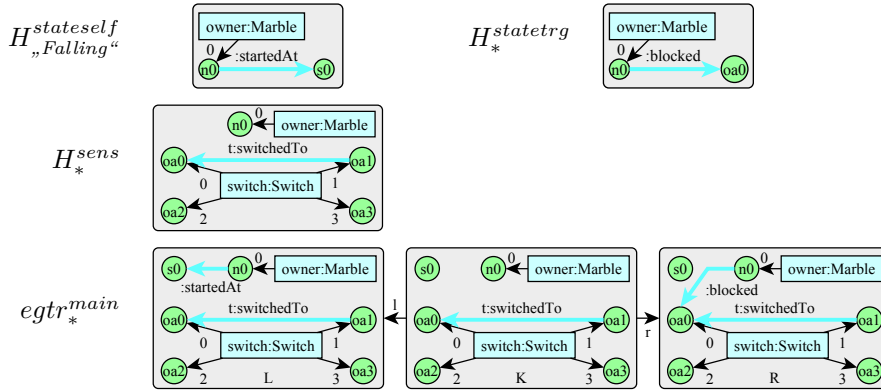 H^{stateself}_{„Falling“}
owner:Marble
0
:startedAt
n0
s0
H^{statetrg}_{*}
owner:Marble
0
:blocked
n0
oa0
H^{sens}_{*}
n0
0
owner:Marble
t:switchedTo
oa0
oa1
0
switch:Switch
1
oa2
2
3
oa3
egtr^{main}_{*}
s0
n0
0
owner:Marble
:startedAt
t:switchedTo
oa0
oa1
0
switch:Switch
1
oa2
2
L
3
oa3
l
s0
n0
0
owner:Marble
t:switchedTo
oa0
oa1
0
switch:Switch
1
oa2
2
K
3
oa3
r
s0
n0
0
owner:Marble
:blocked
t:switchedTo
oa0
oa1
0
switch:Switch
1
oa2
2
R
3
oa3